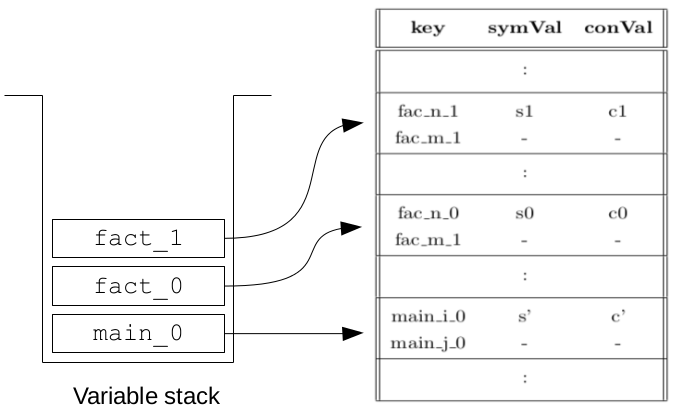 key symVal conVal
:
fac_n_1 s1 c1
fac_m_1 - -
:
fac_n_0 s0 c0
fac_m_1 - -
:
main_i_0 s' c'
main_j_0 - -
:
fact_1
fact_0
main_0
Variable stack